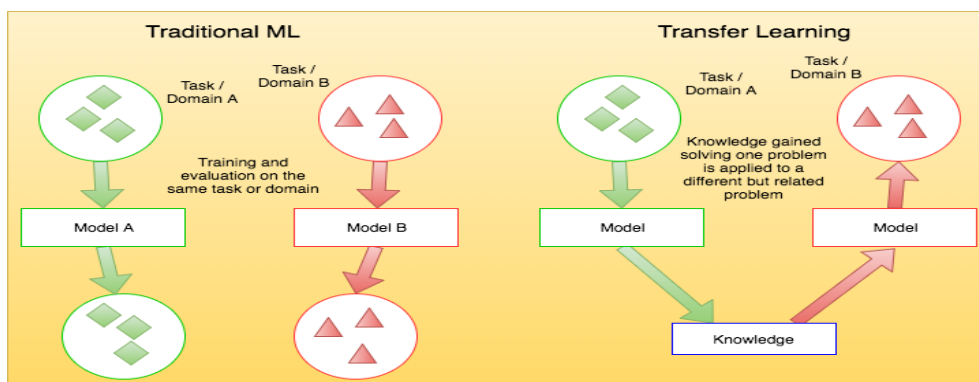 Traditional ML
Task /
Domain A
Task /
Domain B
Training and
evaluation on the
same task or domain
Model A
Model B
Transfer Learning
Task /
Domain A
Task /
Domain B
Knowledge gained
solving one problem
is applied to a
different but related
problem
Model
Model
Knowledge